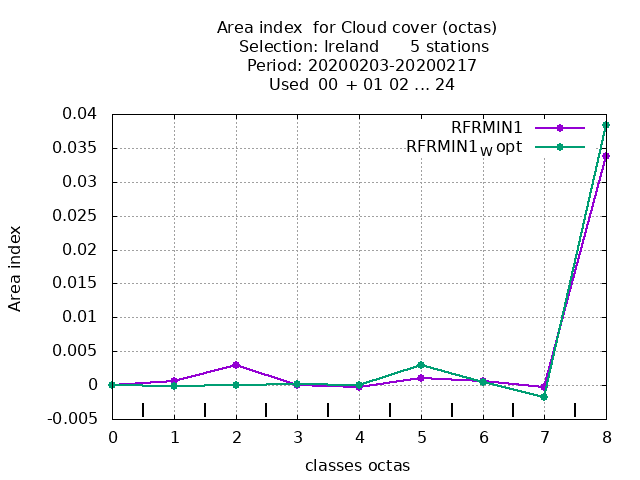 Area index  for Cloud cover (octas)
Selection: Ireland      5 stations
Period: 20200203-20200217
Used  00 + 01 02 ... 24
RFRMIN1
RFRMIN1W opt
0.04
0.035
0.03
0.025
0.02
0.015
0.01
0.005
0
-0.005
Area index
0 1 2 3 4 5 6 7 8
classes octas